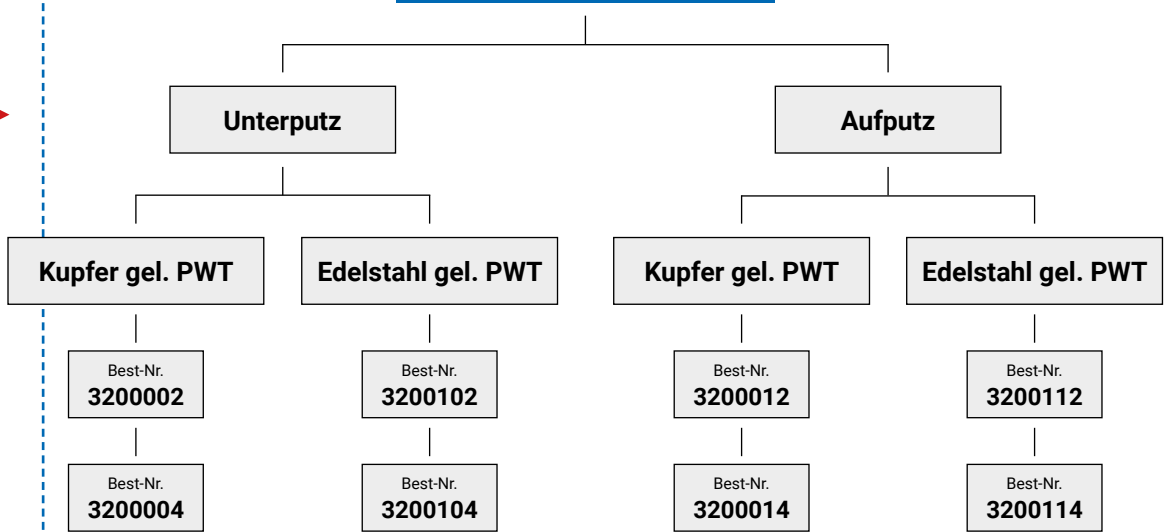 Unterputz
Aufputz
Kupfer gel. PWT
Edelstahl gel. PWT
Kupfer gel. PWT
Edelstahl gel. PWT
Best-Nr.
3200002
Best-Nr.
3200102
Best-Nr.
3200012
Best-Nr.
3200112
Best-Nr.
3200004
Best-Nr.
3200104
Best-Nr.
3200014
Best-Nr.
3200114